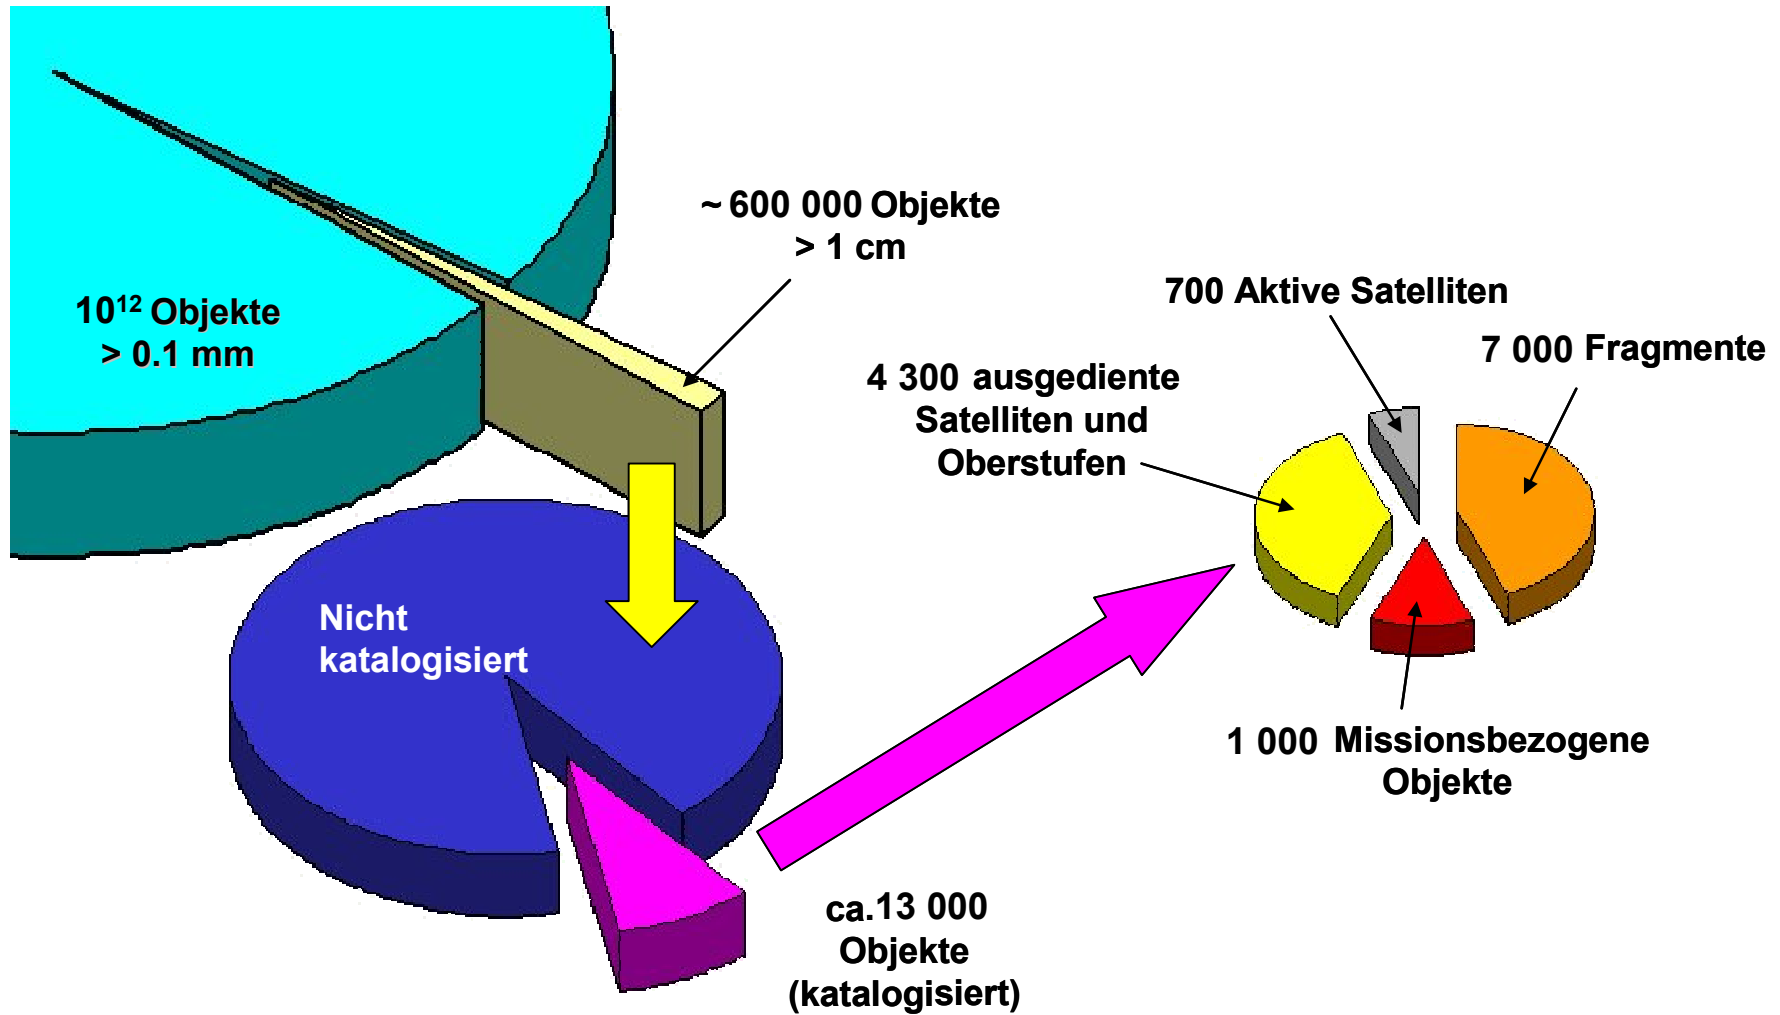 10¹² Objekte
> 0.1 mm
~ 600 000 Objekte
> 1 cm
700 Aktive Satelliten
7 000 Fragmente
4 300 ausgediente
Satelliten und
Oberstufen
Nicht
katalogisiert
1 000 Missionsbezogene
Objekte
ca.13 000
Objekte
(katalogisiert)